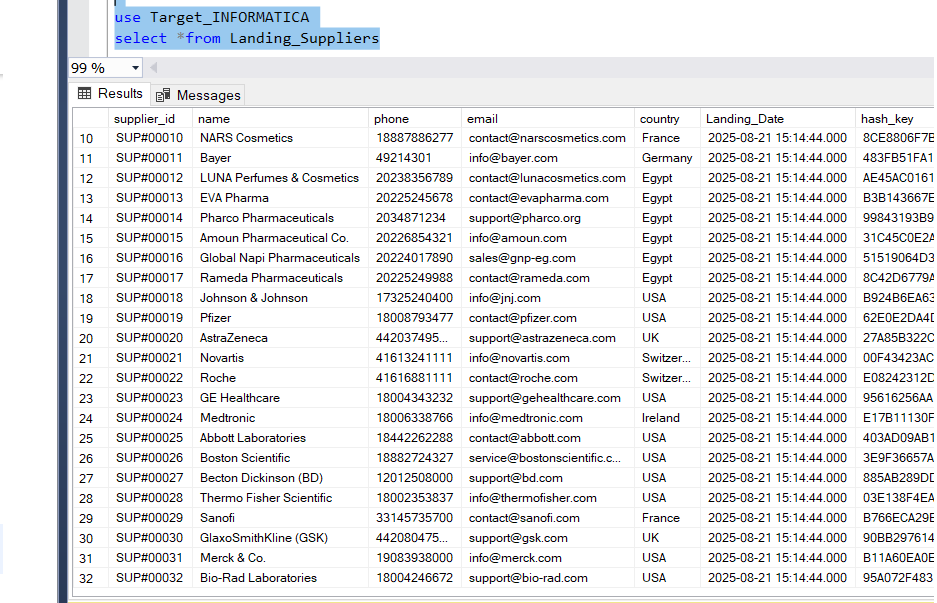 use Target_INFORMATICA
select *from Landing_Suppliers
99 %
Results Messages
supplier_id name phone email country Landing_Date hash_key
10 SUP#00010 NARS Cosmetics 18887886277 contact@narscosmetics.com France 2025-08-21 15:14:44.000 8CE8806F7B
11 SUP#00011 Bayer 49214301 info@bayer.com Germany 2025-08-21 15:14:44.000 483FB51FA1
12 SUP#00012 LUNA Perfumes & Cosmetics 20238356789 contact@lunacosmetics.com Egypt 2025-08-21 15:14:44.000 AE45AC0161
13 SUP#00013 EVA Pharma 20225245678 contact@evapharma.com Egypt 2025-08-21 15:14:44.000 B3B143667E
14 SUP#00014 Pharco Pharmaceuticals 2034871234 support@pharco.org Egypt 2025-08-21 15:14:44.000 99843193B9
15 SUP#00015 Amoun Pharmaceutical Co. 20226854321 info@amoun.com Egypt 2025-08-21 15:14:44.000 31C45C0E2A
16 SUP#00016 Global Napi Pharmaceuticals 20224017890 sales@gnp-eg.com Egypt 2025-08-21 15:14:44.000 51519064D3
17 SUP#00017 Rameda Pharmaceuticals 20225249988 contact@rameda.com Egypt 2025-08-21 15:14:44.000 8C42D6779A
18 SUP#00018 Johnson & Johnson 17325240400 info@jnj.com USA 2025-08-21 15:14:44.000 B924B6EA63
19 SUP#00019 Pfizer 18008793477 contact@pfizer.com USA 2025-08-21 15:14:44.000 62E0E2DA4D
20 SUP#00020 AstraZeneca 442037495... support@astrazeneca.com UK 2025-08-21 15:14:44.000 27A85B322C
21 SUP#00021 Novartis 41613241111 info@novartis.com Switzer... 2025-08-21 15:14:44.000 00F43423AC
22 SUP#00022 Roche 41616881111 contact@roche.com Switzer... 2025-08-21 15:14:44.000 E08242312D
23 SUP#00023 GE Healthcare 18004343232 support@gehealthcare.com USA 2025-08-21 15:14:44.000 95616256AA
24 SUP#00024 Medtronic 18006338766 info@medtronic.com Ireland 2025-08-21 15:14:44.000 E17B11130F
25 SUP#00025 Abbott Laboratories 18442262288 contact@abbott.com USA 2025-08-21 15:14:44.000 403AD09AB1
26 SUP#00026 Boston Scientific 18882724327 service@bostonscientific.c... USA 2025-08-21 15:14:44.000 3E9F36657A
27 SUP#00027 Becton Dickinson (BD) 12012508000 support@bd.com USA 2025-08-21 15:14:44.000 885AB289DD
28 SUP#00028 Thermo Fisher Scientific 18002353837 info@thermofisher.com USA 2025-08-21 15:14:44.000 03E138F4EA
29 SUP#00029 Sanofi 33145735700 contact@sanofi.com France 2025-08-21 15:14:44.000 B766ECA29E
30 SUP#00030 GlaxoSmithKline (GSK) 442080475... support@gsk.com UK 2025-08-21 15:14:44.000 90BB297614
31 SUP#00031 Merck & Co. 19083938000 info@merck.com USA 2025-08-21 15:14:44.000 B11A60EA0E
32 SUP#00032 Bio-Rad Laboratories 18004246672 support@bio-rad.com USA 2025-08-21 15:14:44.000 95A072F483